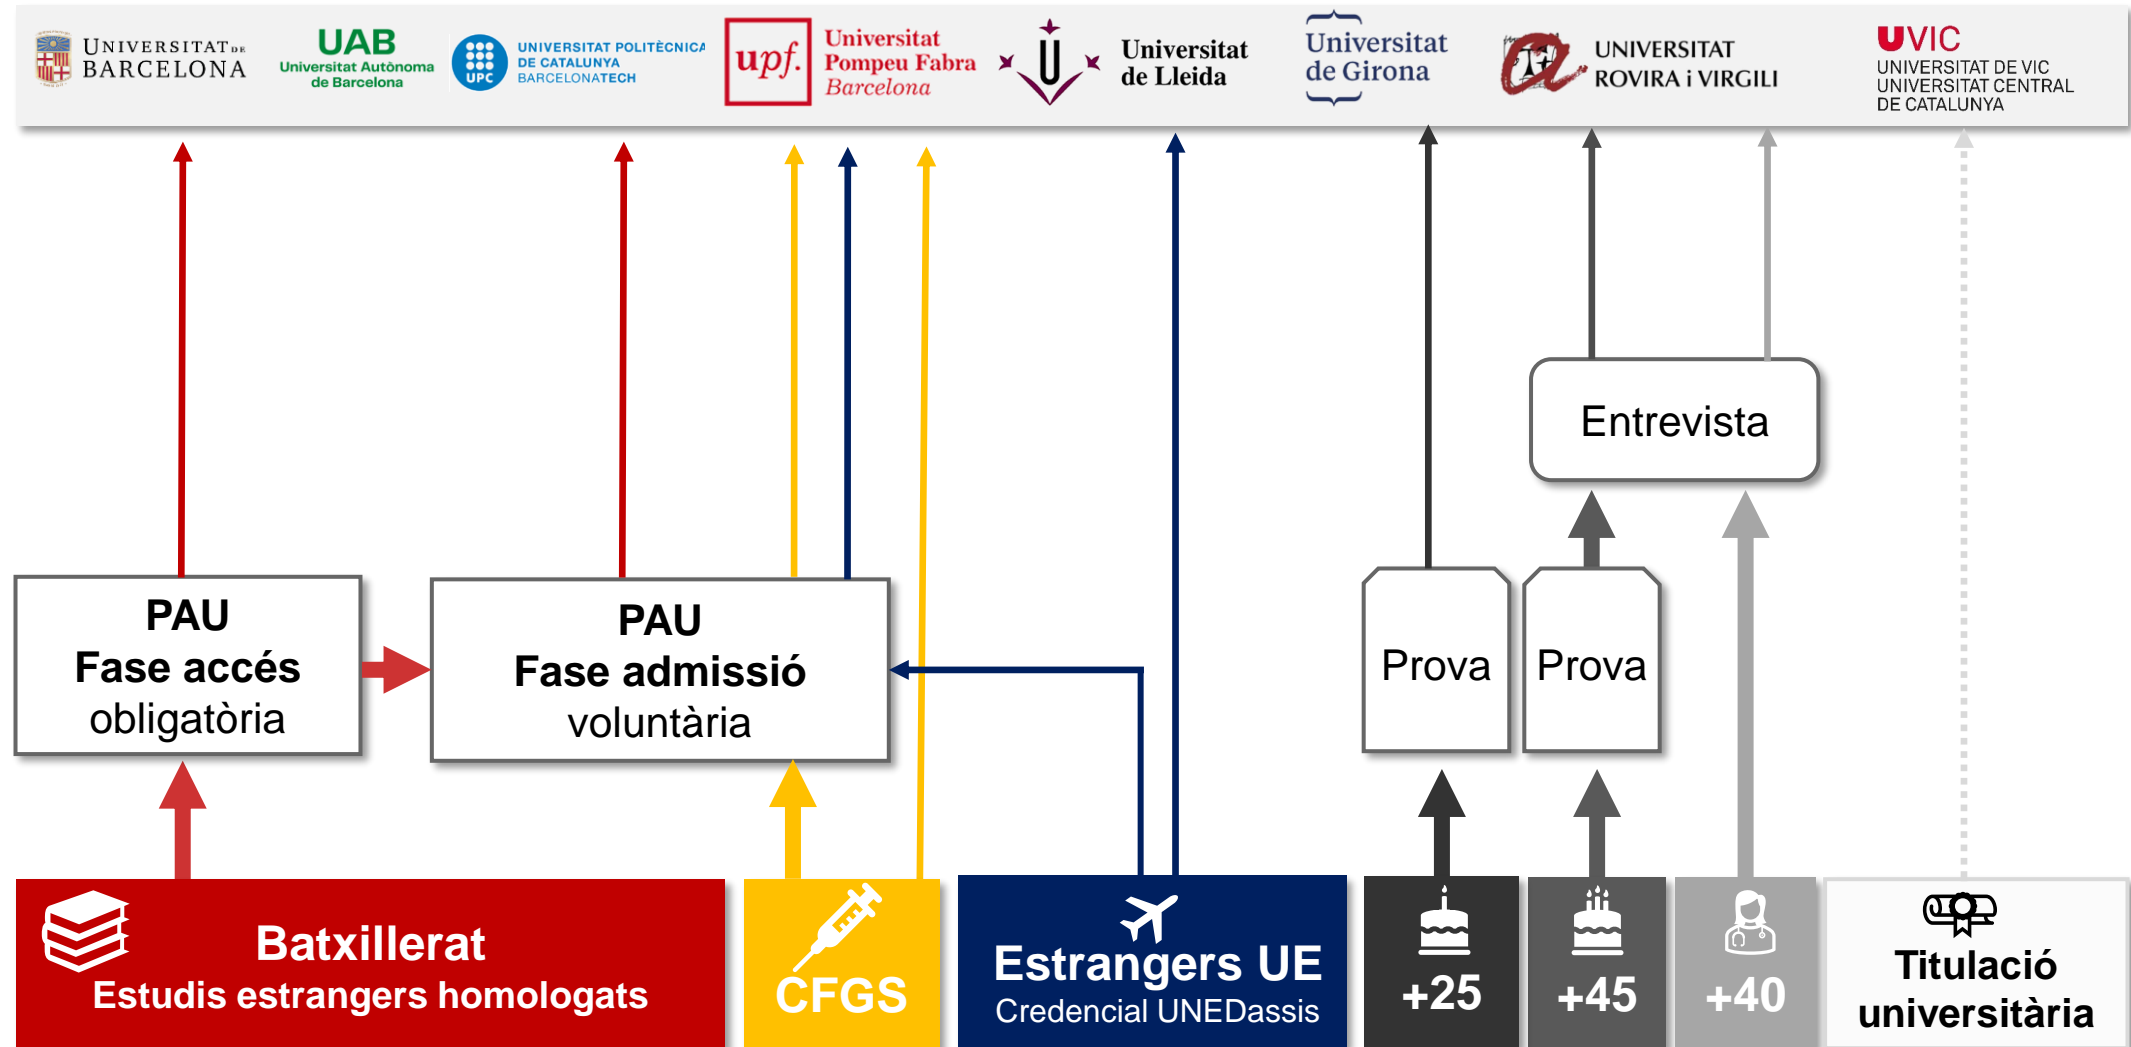 UNIVERSITAT DE
BARCELONA
UAB
Universitat Autònoma
de Barcelona
UPC
UNIVERSITAT POLITÈCNICA
DE CATALUNYA
BARCELONATECH
upf.
Universitat
Pompeu Fabra
Barcelona
U
Universitat
de Lleida
Universitat
de Girona
UNIVERSITAT
ROVIRA i VIRGILI
UVIC
UNIVERSITAT DE VIC
UNIVERSITAT CENTRAL
DE CATALUNYA
Entrevista
PAU
Fase accés
obligatòria
PAU
Fase admissió
voluntària
Prova
Prova
Batxillerat
Estudis estrangers homologats
CFGS
Estrangers UE
Credencial UNEDassis
+25
+45
+40
Titulació
universitària